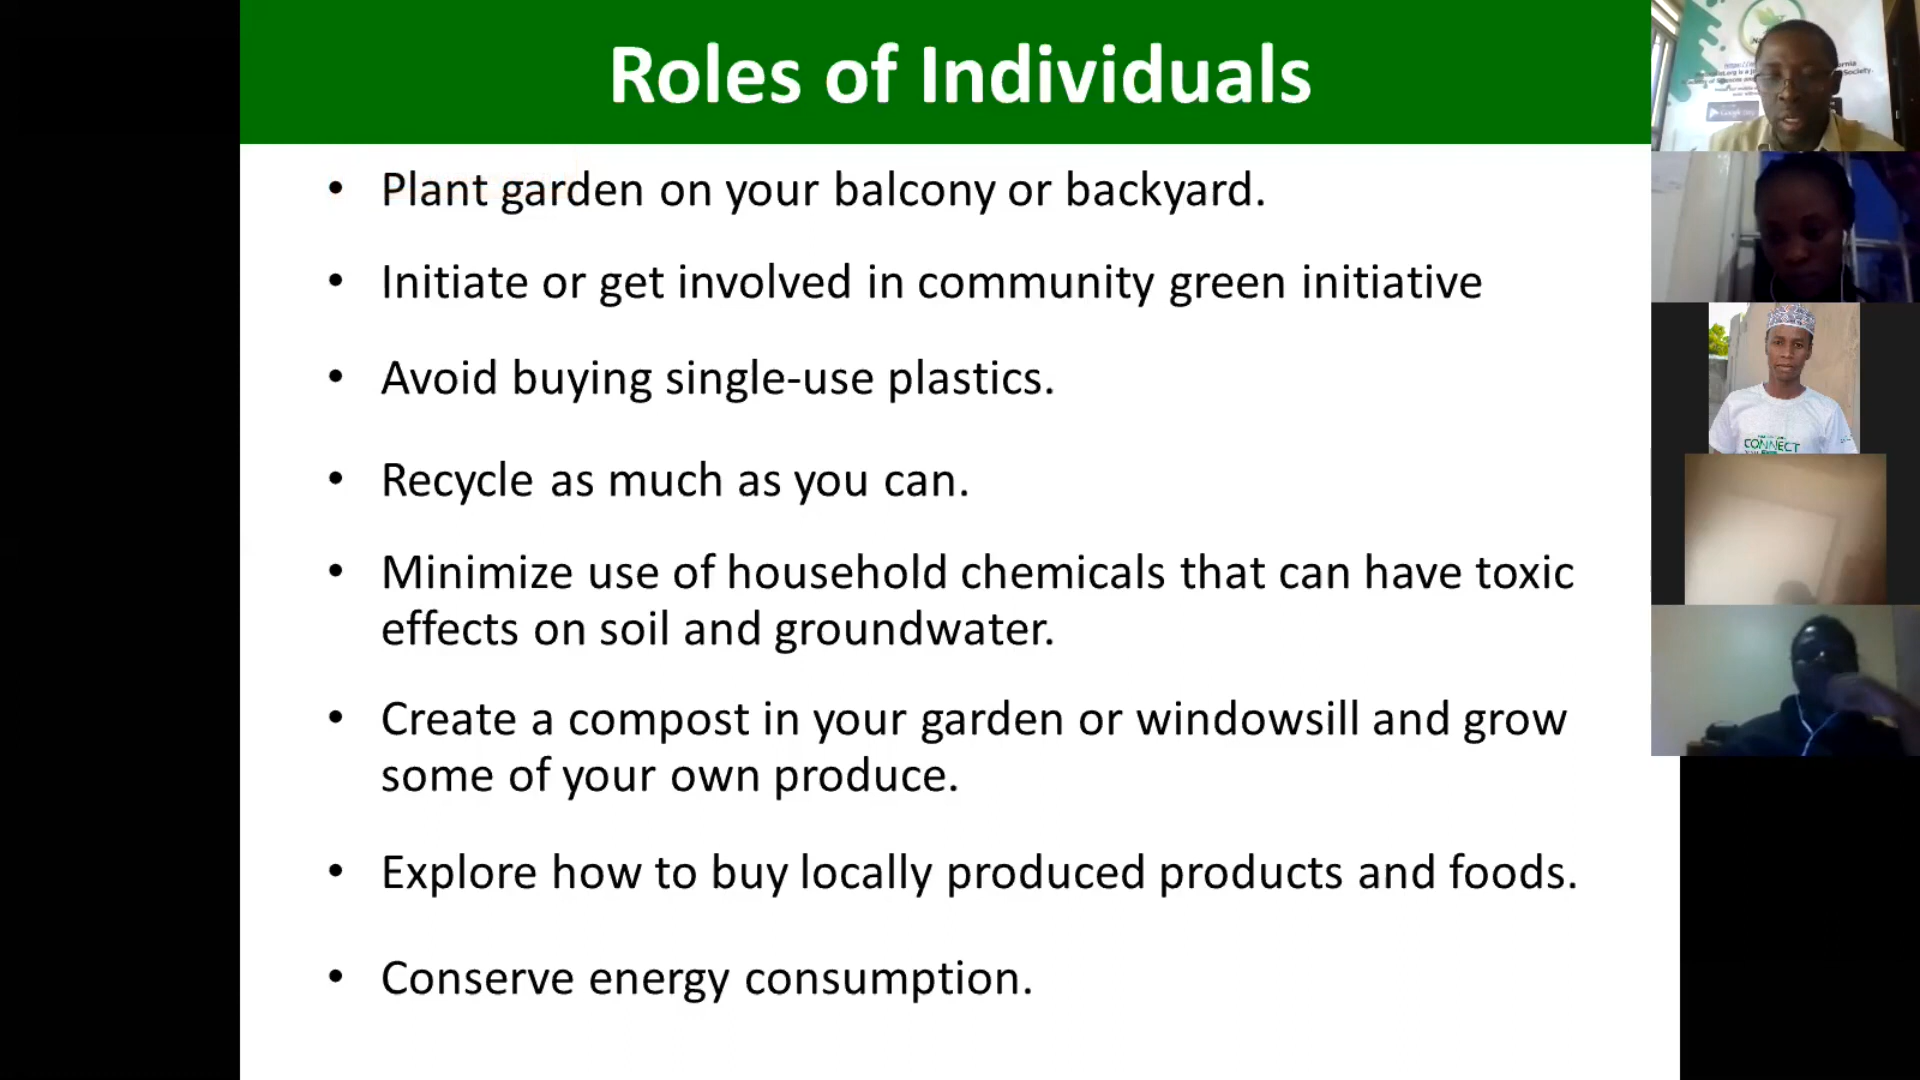 Roles of Individuals
• Plant garden on your balcony or backyard.
• Initiate or get involved in community green initiative
• Avoid buying single-use plastics.
• Recycle as much as you can.
• Minimize use of household chemicals that can have toxic
effects on soil and groundwater.
• Create a compost in your garden or windowsill and grow
some of your own produce.
• Explore how to buy locally produced products and foods.
• Conserve energy consumption.
Society.
Google
CONNECT